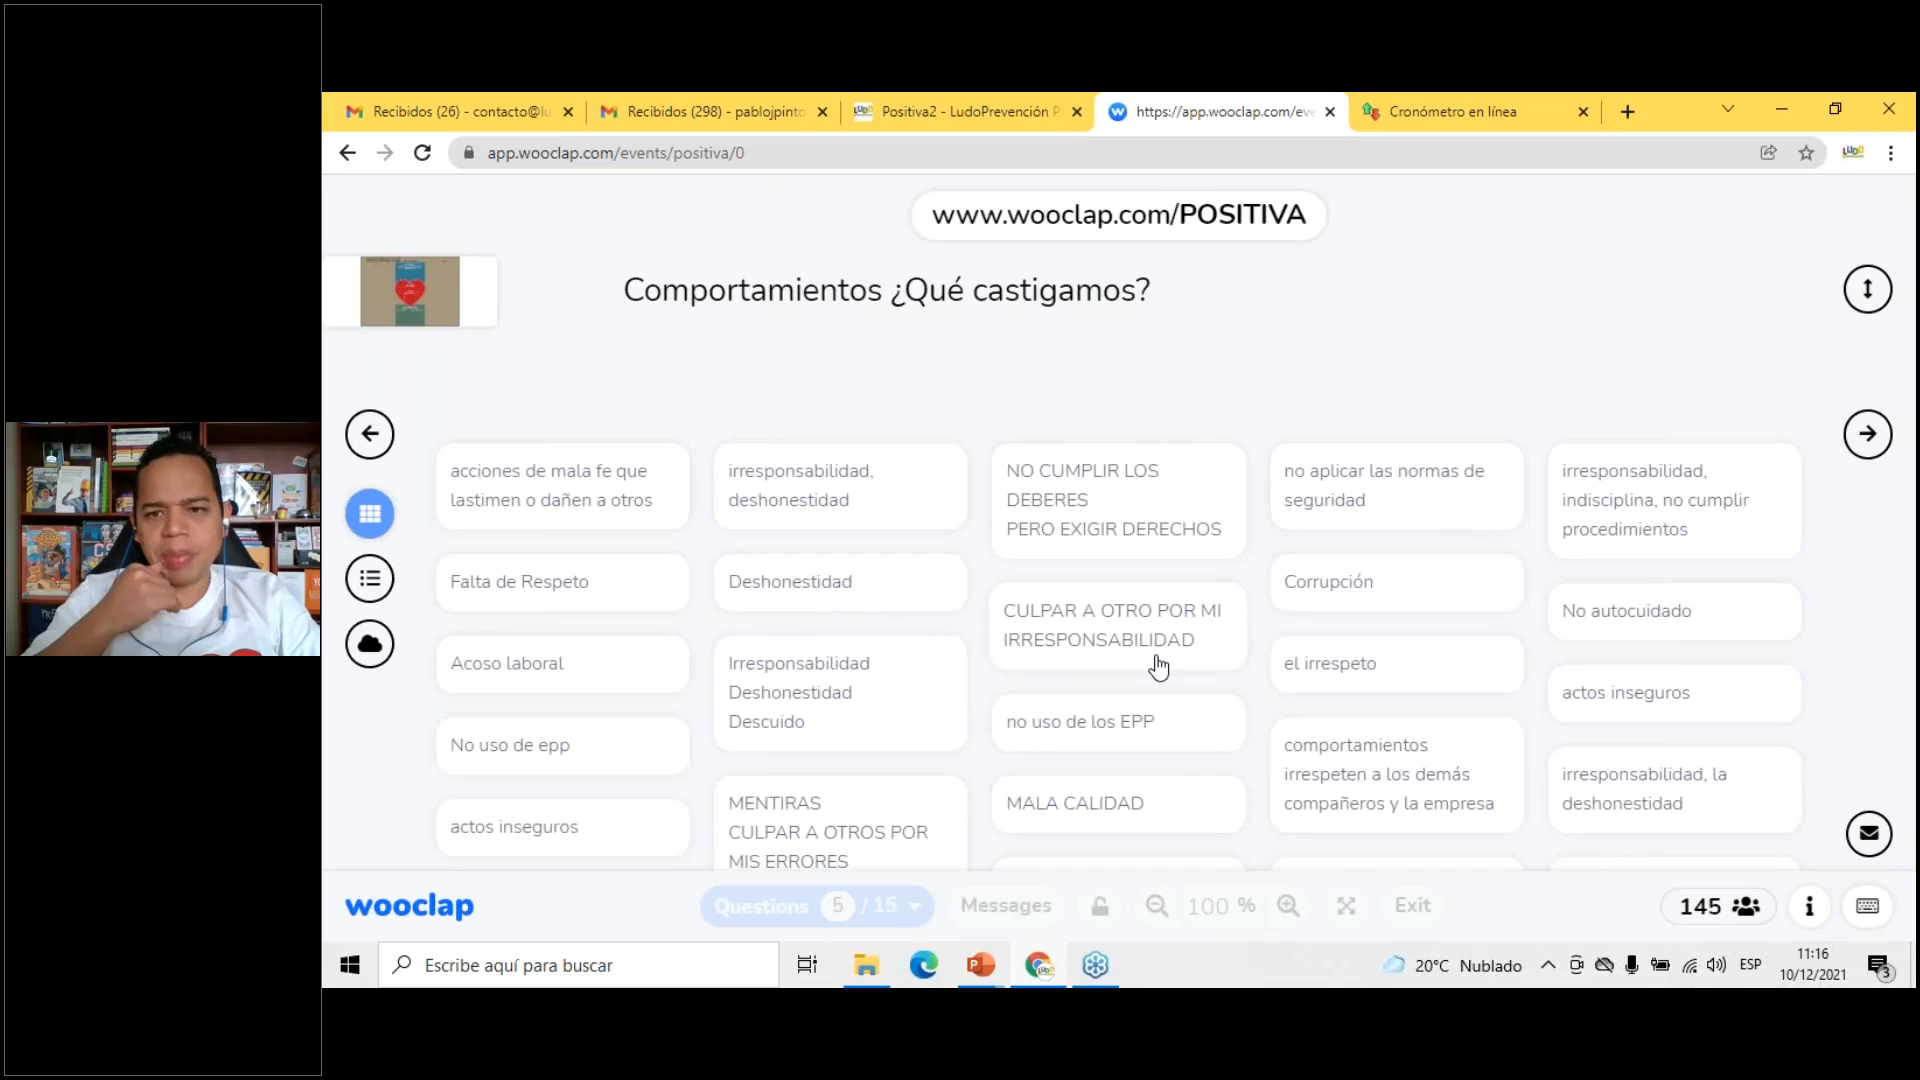 Recibidos (26) - contacto@lu
Recibidos (298) - pablojpinto
Positiva2 - LudoPrevención P
https://app.wooclap.com/eve
Cronómetro en línea
app.wooclap.com/events/positiva/0
www.wooclap.com/POSITIVA
Comportamientos ¿Qué castigamos?
acciones de mala fe que
lastimen o dañen a otros
Falta de Respeto
Acoso laboral
No uso de epp
actos inseguros
irresponsabilidad,
deshonestidad
Deshonestidad
Irresponsabilidad
Deshonestidad
Descuido
MENTIRAS
CULPAR A OTROS POR
MIS ERRORES
NO CUMPLIR LOS
DEBERES
PERO EXIGIR DERECHOS
CULPAR A OTRO POR MI
IRRESPONSABILIDAD
no uso de los EPP
MALA CALIDAD
no aplicar las normas de
seguridad
Corrupción
el irrespeto
comportamientos
irrespeten a los demás
compañeros y la empresa
irresponsabilidad,
indisciplina, no cumplir
procedimientos
No autocuidado
actos inseguros
irresponsabilidad, la
deshonestidad
wooclap
Questions 5 / 15
Messages
100 %
Exit
145
Escribe aquí para buscar
20°C Nublado
ESP
11:16
10/12/2021
3